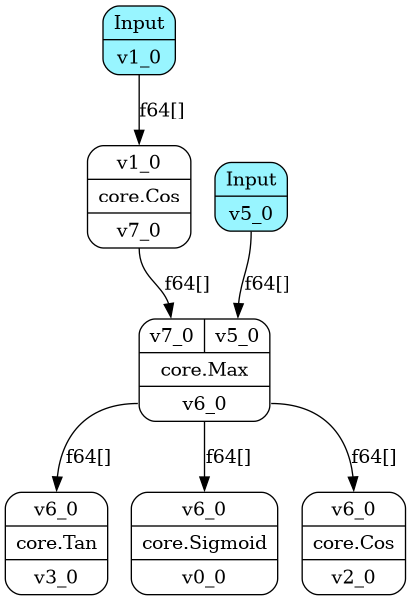 Input
v1_0
f64[]
v1_0
core.Cos
v7_0
Input
v5_0
f64[]
f64[]
v7_0 v5_0
core.Max
v6_0
f64[]
f64[]
f64[]
v6_0
core.Tan
v3_0
v6_0
core.Sigmoid
v0_0
v6_0
core.Cos
v2_0